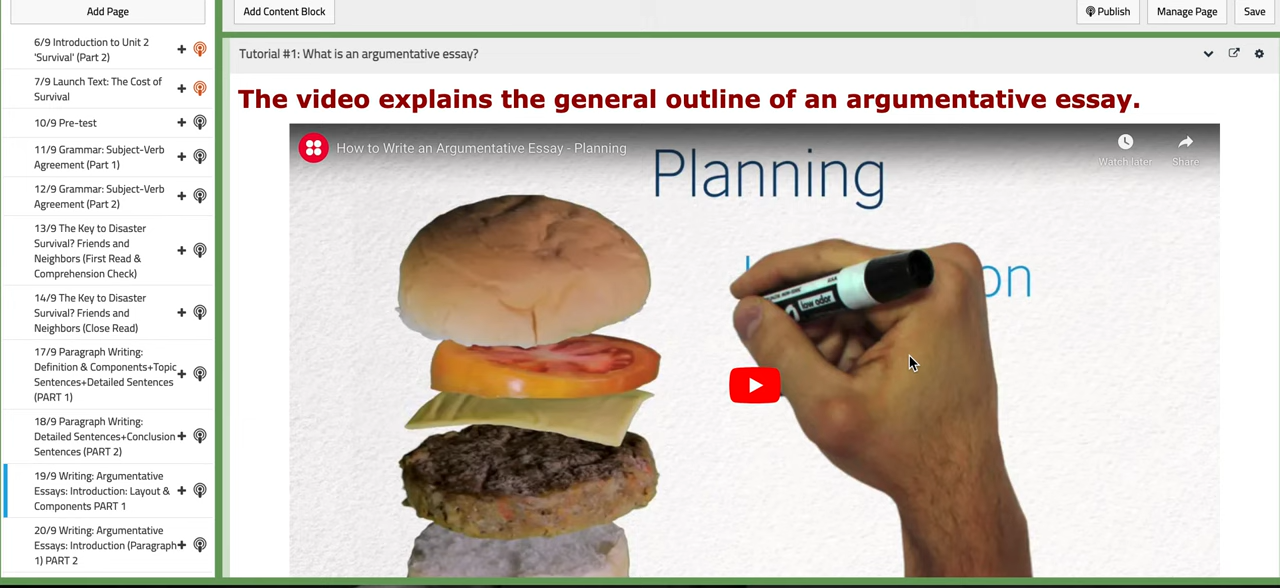 Add Page
Add Content Block
Publish
Manage Page
Save
6/9 Introduction to Unit 2
'Survival' (Part 2)
7/9 Launch Text: The Cost of
Survival
10/9 Pre-test
11/9 Grammar: Subject-Verb
Agreement (Part 1)
12/9 Grammar: Subject-Verb
Agreement (Part 2)
13/9 The Key to Disaster
Survival? Friends and
Neighbors (First Read &
Comprehension Check)
14/9 The Key to Disaster
Survival? Friends and
Neighbors (Close Read)
17/9 Paragraph Writing:
Definition & Components+Topic
Sentences+Detailed Sentences
(PART 1)
18/9 Paragraph Writing:
Detailed Sentences+Conclusion
Sentences (PART 2)
19/9 Writing: Argumentative
Essays: Introduction: Layout &
Components PART 1
20/9 Writing: Argumentative
Essays: Introduction (Paragraph
1) PART 2
Tutorial #1: What is an argumentative essay?
The video explains the general outline of an argumentative essay.
How to Write an Argumentative Essay - Planning
Watch later
Share
Planning
on
low odor